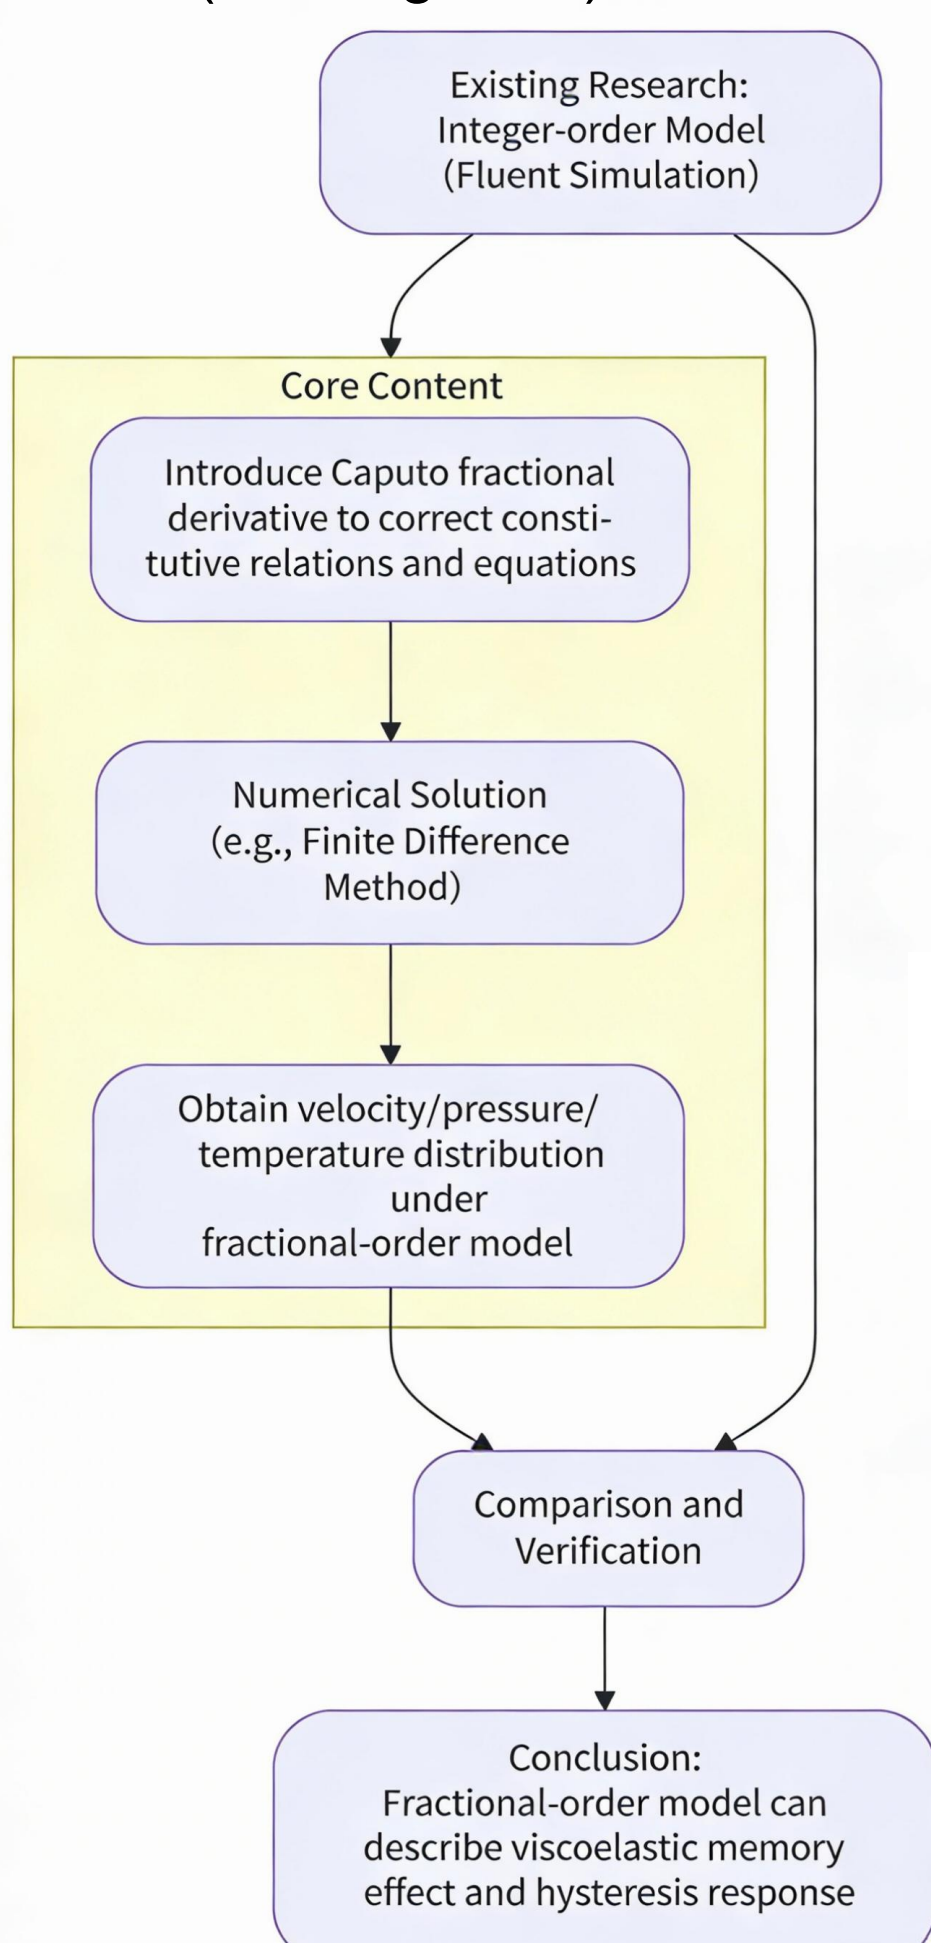 Existing Research:
Integer-order Model
(Fluent Simulation)
Core Content
Introduce Caputo fractional
derivative to correct consti-
tutive relations and equations
Numerical Solution
(e.g., Finite Difference
Method)
Obtain velocity/pressure/
temperature distribution
under
fractional-order model
Comparison and
Verification
Conclusion:
Fractional-order model can
describe viscoelastic memory
effect and hysteresis response